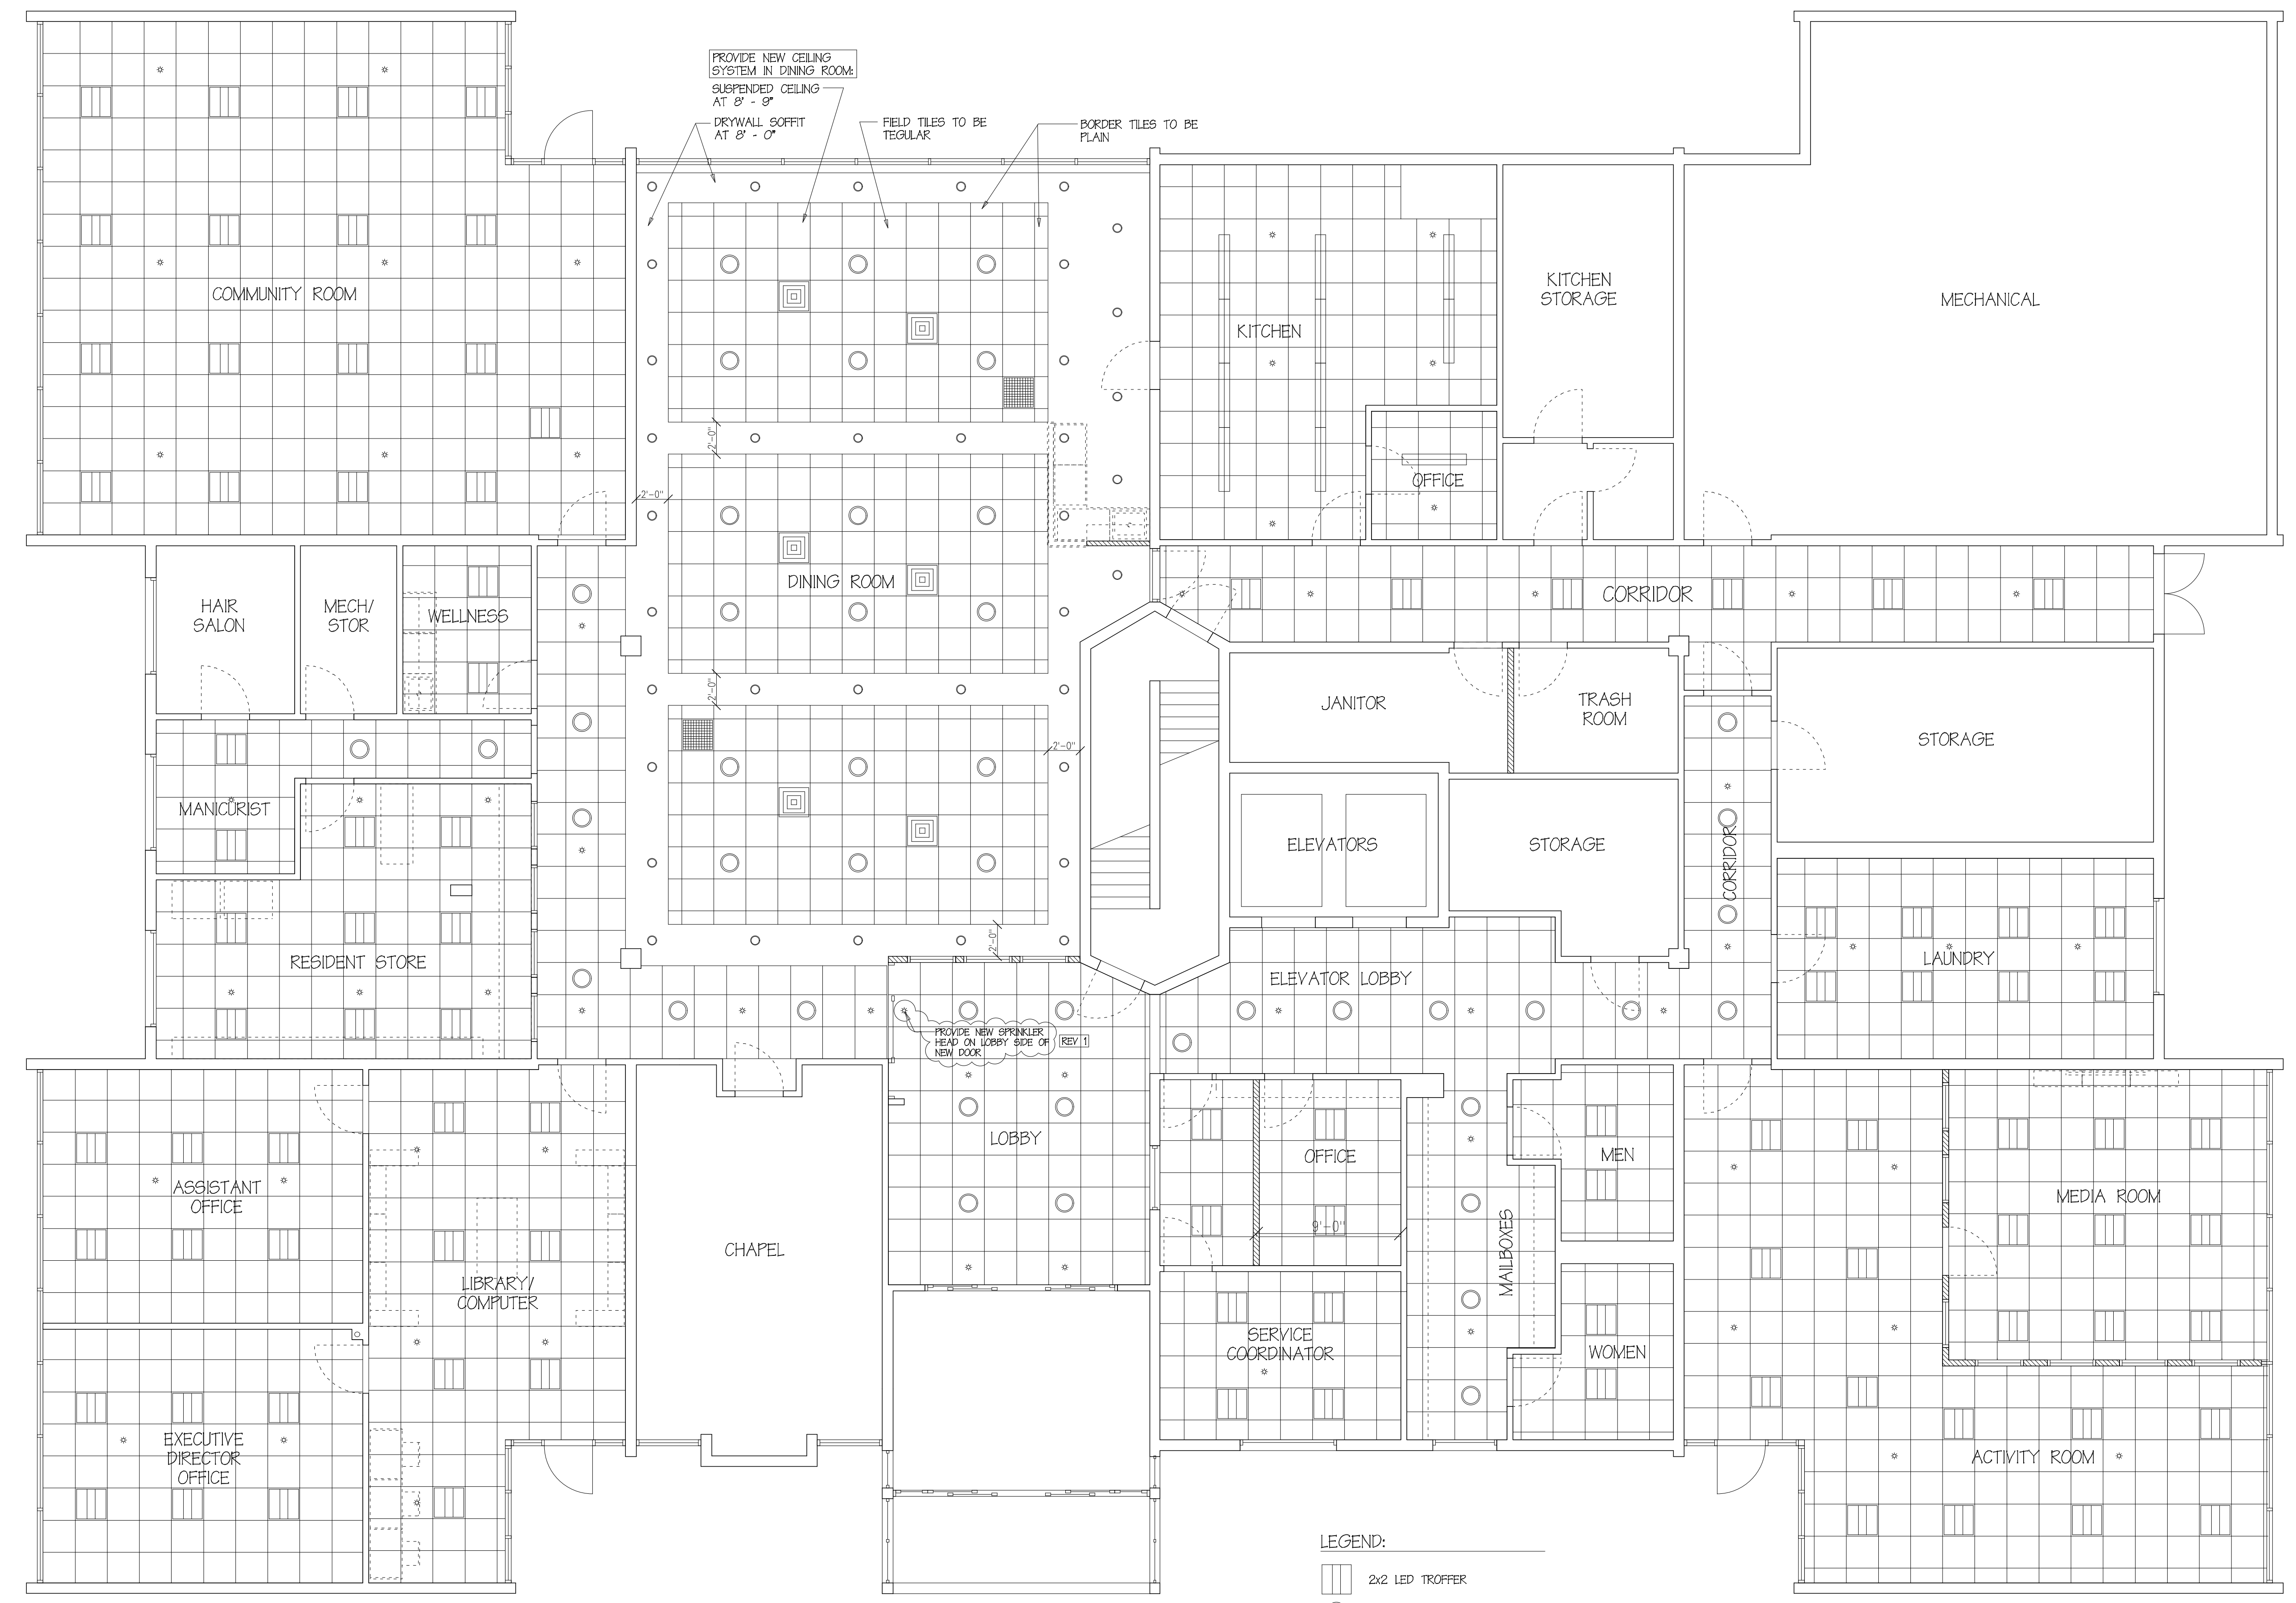 PROVIDE NEW CEILING
SYSTEM IN DINING ROOM:
SUSPENDED CEILING
AT 8' - 9"
DRYWALL SOFFIT
AT 8' - 0"
FIELD TILES TO BE
TEGULAR
BORDER TILES TO BE
PLAIN
COMMUNITY ROOM
KITCHEN
KITCHEN
STORAGE
MECHANICAL
2'-0"
2'-0"
OFFICE
DINING ROOM
CORRIDOR
HAIR
SALON
MECH/
STOR
WELLNESS
2'-0"
2'-0"
JANITOR
TRASH
ROOM
STORAGE
MANICURIST
ELEVATORS
STORAGE
CORRIDOR
RESIDENT STORE
2'-0"
ELEVATOR LOBBY
LAUNDRY
PROVIDE NEW SPRINKLER
HEAD ON LOBBY SIDE OF
NEW DOOR
REV 1
LOBBY
OFFICE
MEN
ASSISTANT
OFFICE
MEDIA ROOM
9'-0"
CHAPEL
MAILBOXES
LIBRARY/
COMPUTER
SERVICE
COORDINATOR
WOMEN
EXECUTIVE
DIRECTOR
OFFICE
ACTIVITY ROOM
LEGEND:
2x2 LED TROFFER